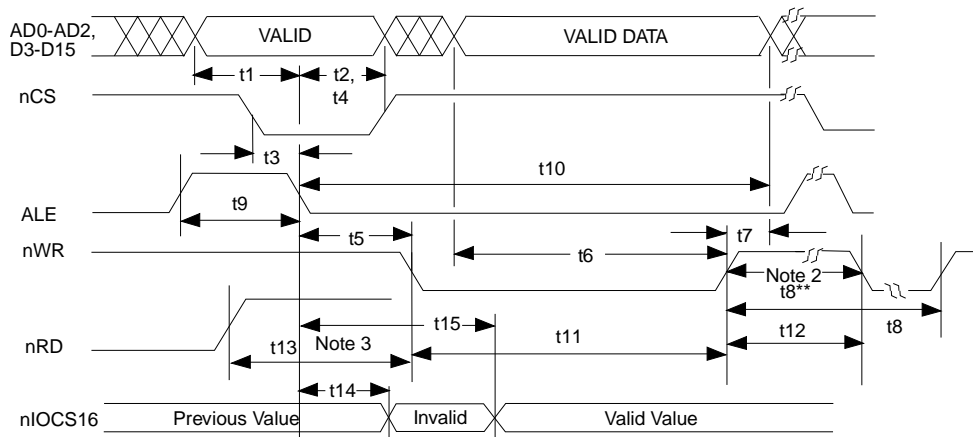 AD0-AD2,
D3-D15
VALID
VALID DATA
t1
t2,
t4
nCS
t3
t10
ALE
t9
t5
t7
nWR
t6
Note 2
t8**
t8
t15
nRD
t13
Note 3
t11
t12
t14
nIOCS16
Previous Value
Invalid
Valid Value